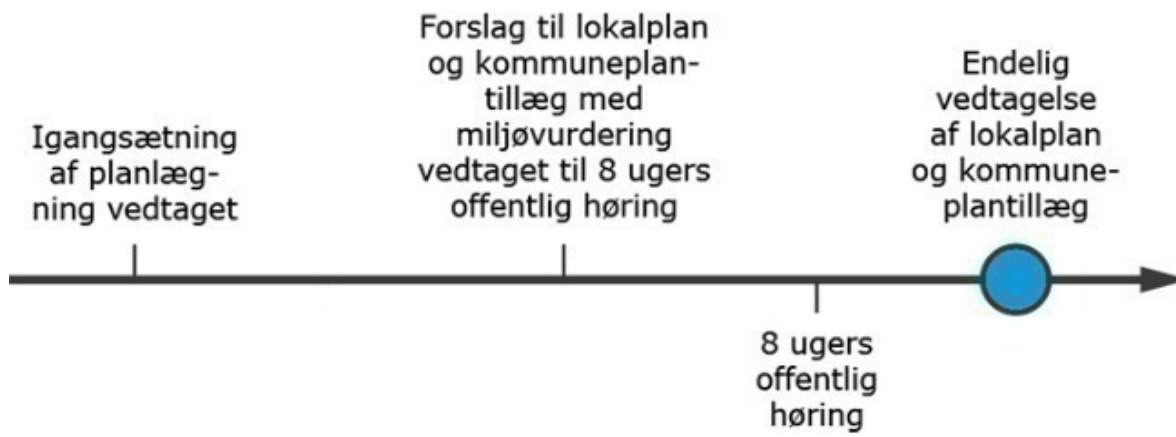 Igangsætning
af planlæg-
ning vedtaget
Forslag til lokalplan
og kommuneplan-
tillæg med
miljøvurdering
vedtaget til 8 ugers
offentlig høring
8 ugers
offentlig
høring
Endelig
vedtagelse
af lokalplan
og kommune-
plantillæg